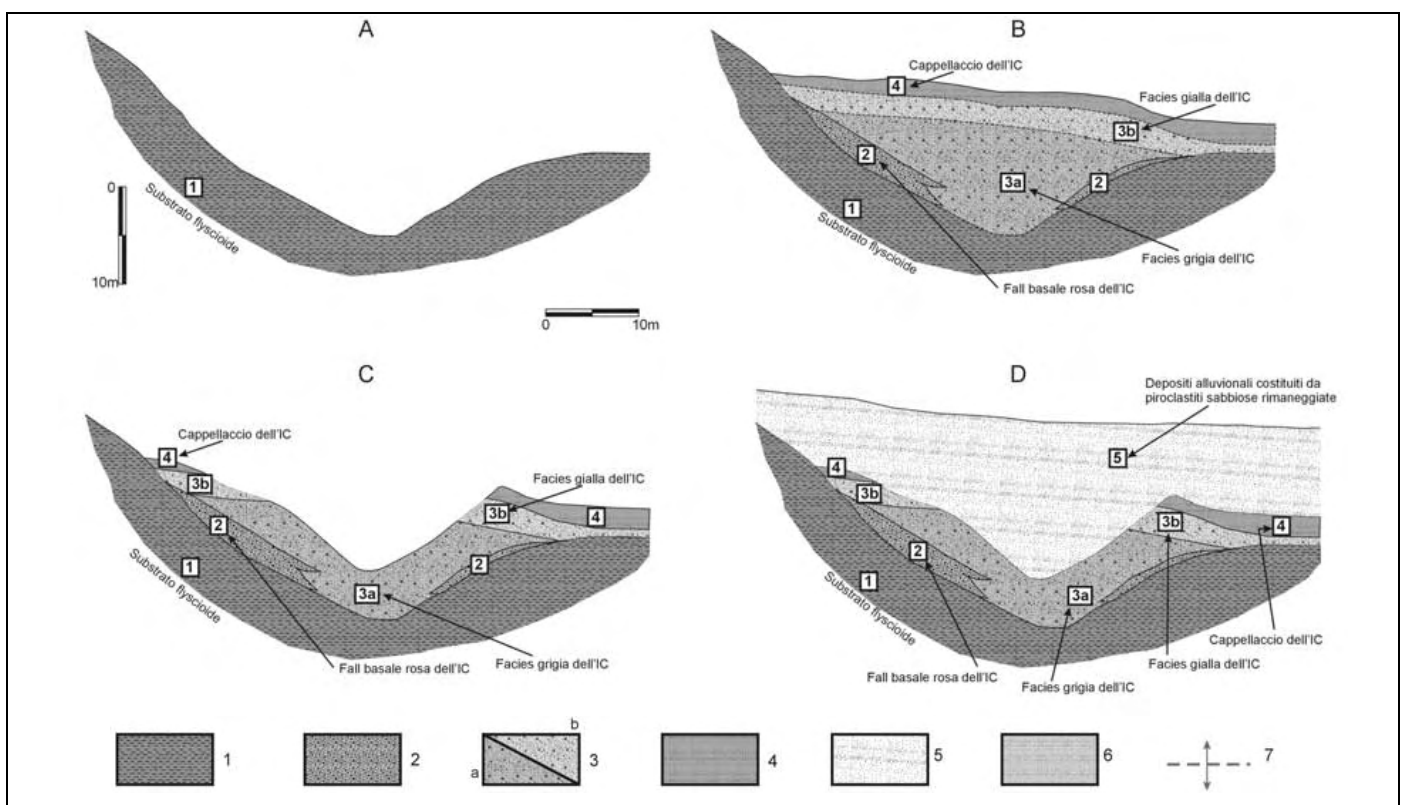 A
1
Substrato flyscioide
0
10m
0
10m
B
Cappellaccio dell'IC
4
Facies gialla dell'IC
3b
2
3a
2
1
Substrato flyscioide
Facies grigia dell'IC
Fall basale rosa dell'IC
C
Cappellaccio dell'IC
4
3b
Facies gialla dell'IC
3b
4
2
2
1
3a
Substrato flyscioide
Fall basale rosa dell'IC
Facies grigia dell'IC
D
Depositi alluvionali costituiti da
piroclastiti sabbiose rimaneggiate
5
4
3b
3b
4
2
1
3a
Substrato flyscioide
Cappellaccio dell'IC
Facies gialla dell'IC
Fall basale rosa dell'IC
Facies grigia dell'IC
1
2
a
b
3
4
5
6
7